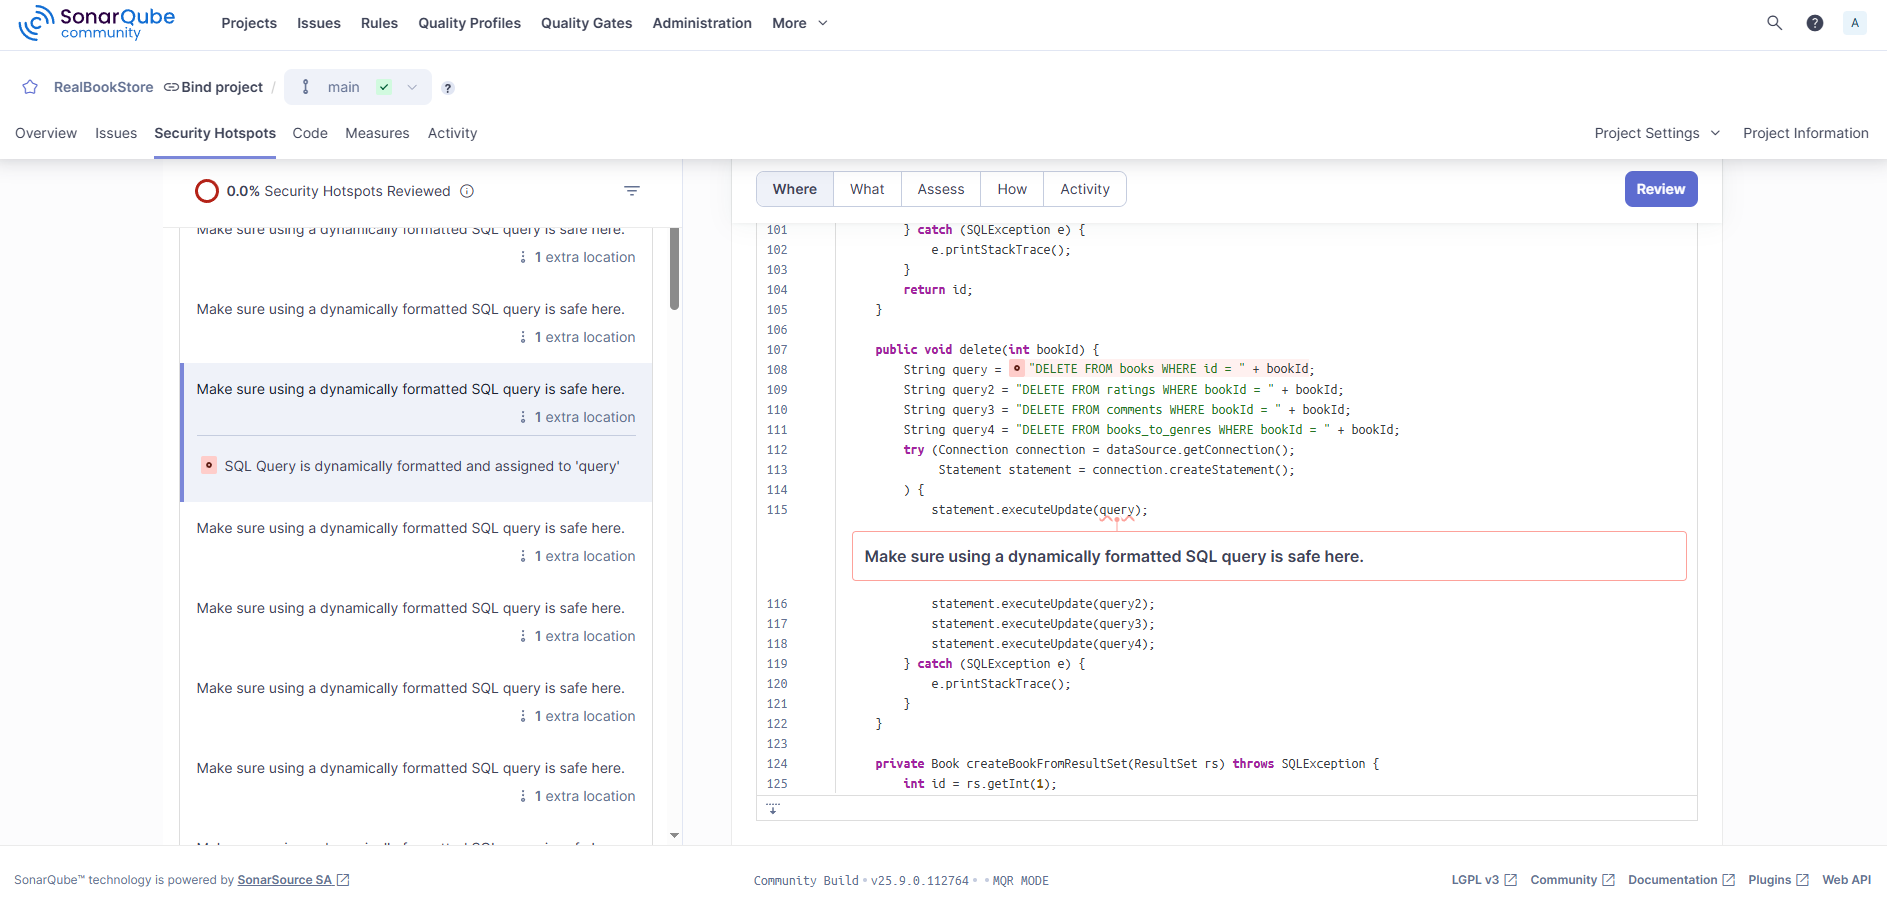 SonarQube community
Projects Issues Rules Quality Profiles Quality Gates Administration More
? A
RealBookStore Bind project / main ?
Overview Issues Security Hotspots Code Measures Activity Project Settings Project Information
0.0% Security Hotspots Reviewed
Make sure using a dynamically formatted SQL query is safe here.
1 extra location
Make sure using a dynamically formatted SQL query is safe here.
1 extra location
Make sure using a dynamically formatted SQL query is safe here.
1 extra location
SQL Query is dynamically formatted and assigned to 'query'
Make sure using a dynamically formatted SQL query is safe here.
1 extra location
Make sure using a dynamically formatted SQL query is safe here.
1 extra location
Make sure using a dynamically formatted SQL query is safe here.
1 extra location
Make sure using a dynamically formatted SQL query is safe here.
1 extra location
Where What Assess How Activity Review
101 } catch (SQLException e) {
102 e.printStackTrace();
103 }
104 return id;
105 }
106
107 public void delete(int bookId) {
108 String query = "DELETE FROM books WHERE id = " + bookId;
109 String query2 = "DELETE FROM ratings WHERE bookId = " + bookId;
110 String query3 = "DELETE FROM comments WHERE bookId = " + bookId;
111 String query4 = "DELETE FROM books_to_genres WHERE bookId = " + bookId;
112 try (Connection connection = dataSource.getConnection();
113 Statement statement = connection.createStatement();
114 ) {
115 statement.executeUpdate(query);
Make sure using a dynamically formatted SQL query is safe here.
116 statement.executeUpdate(query2);
117 statement.executeUpdate(query3);
118 statement.executeUpdate(query4);
119 } catch (SQLException e) {
120 e.printStackTrace();
121 }
122 }
123
124 private Book createBookFromResultSet(ResultSet rs) throws SQLException {
125 int id = rs.getInt(1);
SonarQube™ technology is powered by SonarSource SA
Community Build • v25.9.0.112764 • • MQR MODE
LGPL v3 Community Documentation Plugins Web API